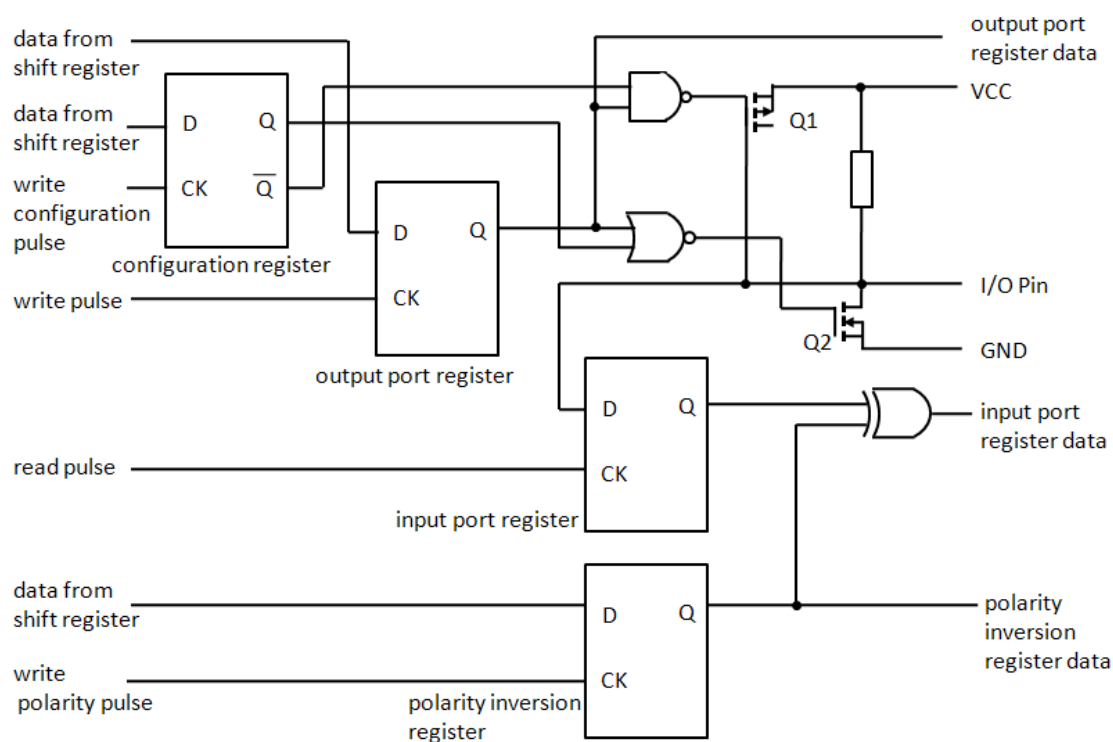 data from
shift register
output port
register data
data from
shift register
D
Q
VCC
Q1
write
configuration
pulse
CK
Q
configuration register
D
Q
write pulse
CK
I/O Pin
Q2
GND
output port register
D
Q
input port
register data
read pulse
CK
input port register
data from
shift register
D
Q
polarity
inversion
register data
write
polarity pulse
CK
polarity inversion
register